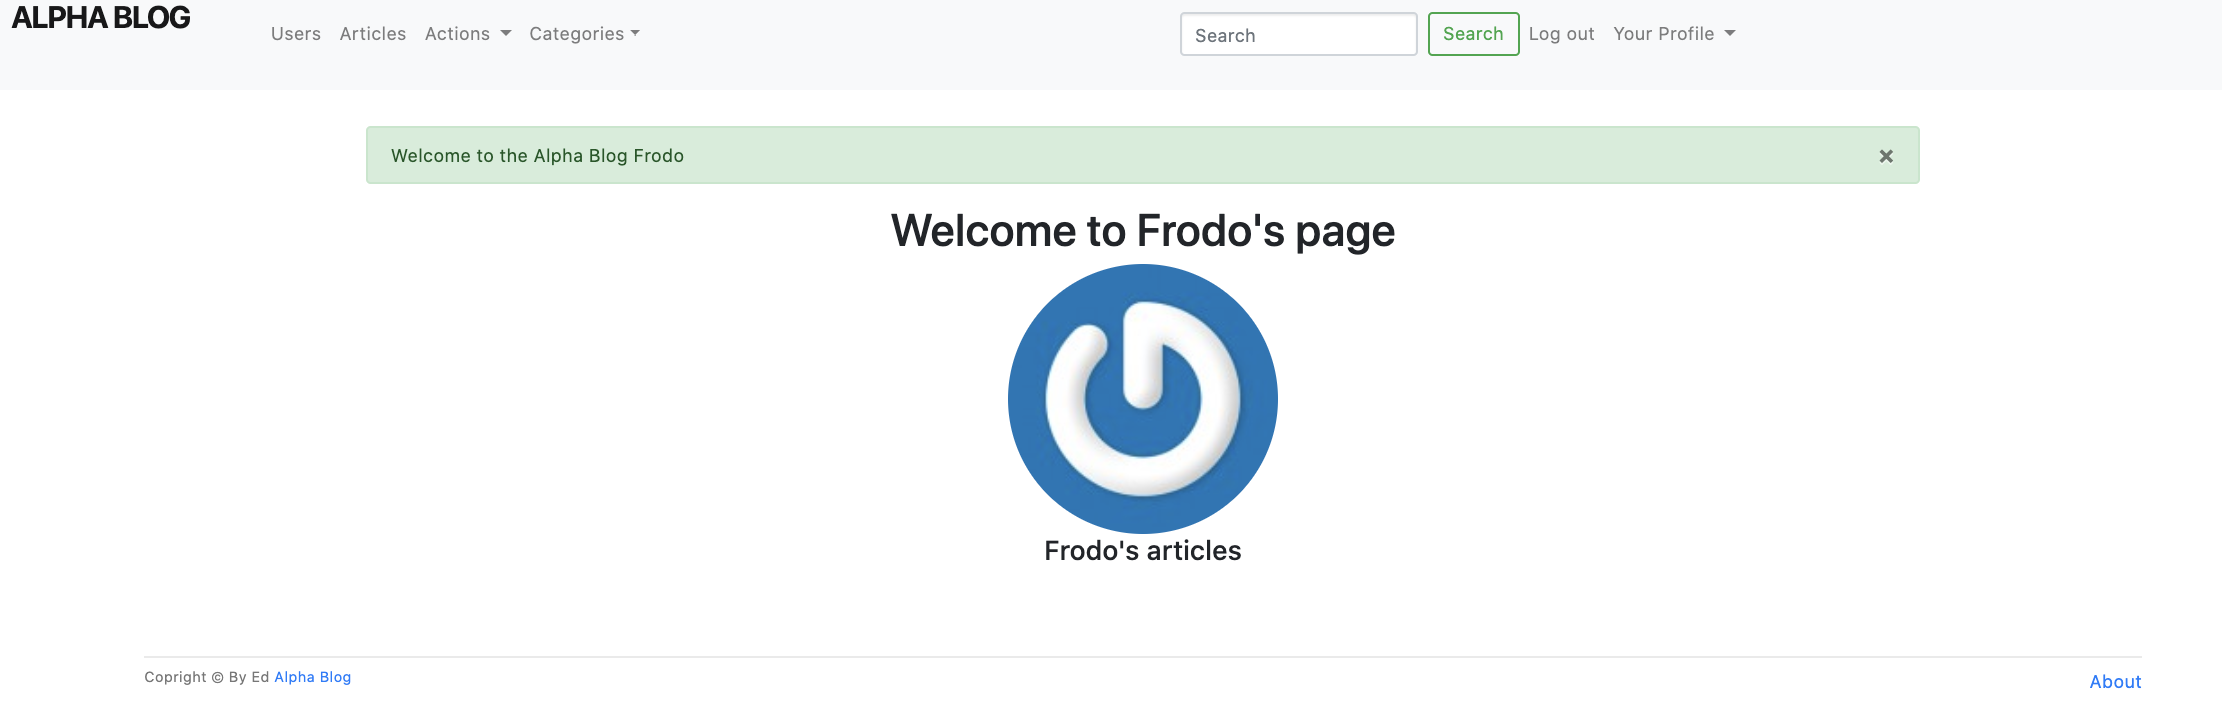 ALPHA BLOG
Users Articles Actions Categories Search Search Log out Your Profile
Welcome to the Alpha Blog Frodo ×
Welcome to Frodo's page
Frodo's articles
Copright © By Ed Alpha Blog About